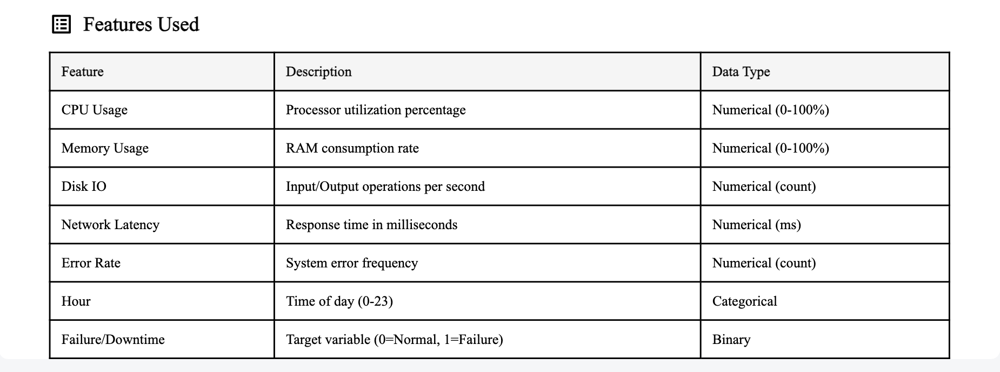 Features Used
Feature Description Data Type
CPU Usage Processor utilization percentage Numerical (0-100%)
Memory Usage RAM consumption rate Numerical (0-100%)
Disk IO Input/Output operations per second Numerical (count)
Network Latency Response time in milliseconds Numerical (ms)
Error Rate System error frequency Numerical (count)
Hour Time of day (0-23) Categorical
Failure/Downtime Target variable (0=Normal, 1=Failure) Binary